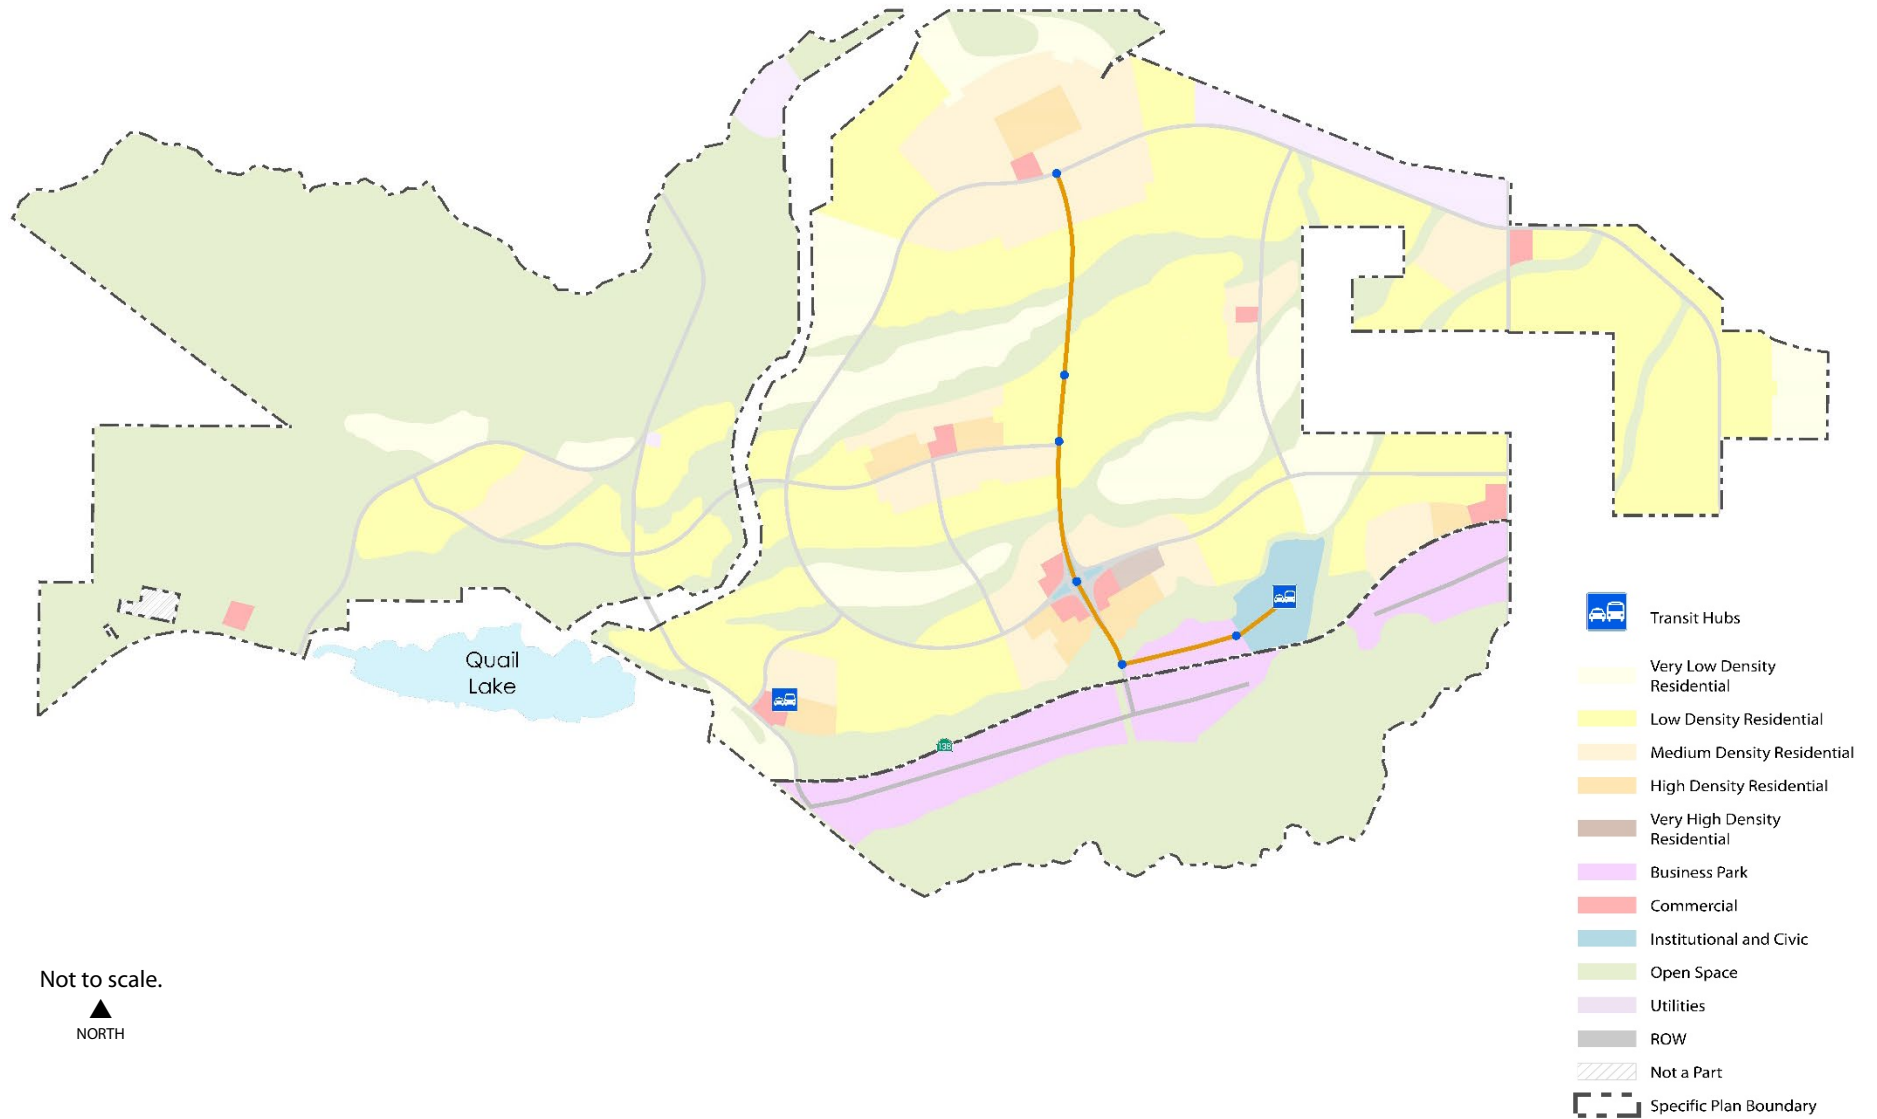 Quail
Lake
138
Transit Hubs
Very Low Density
Residential
Low Density Residential
Medium Density Residential
High Density Residential
Very High Density
Residential
Business Park
Commercial
Institutional and Civic
Open Space
Utilities
ROW
Not a Part
Specific Plan Boundary
Not to scale.
NORTH